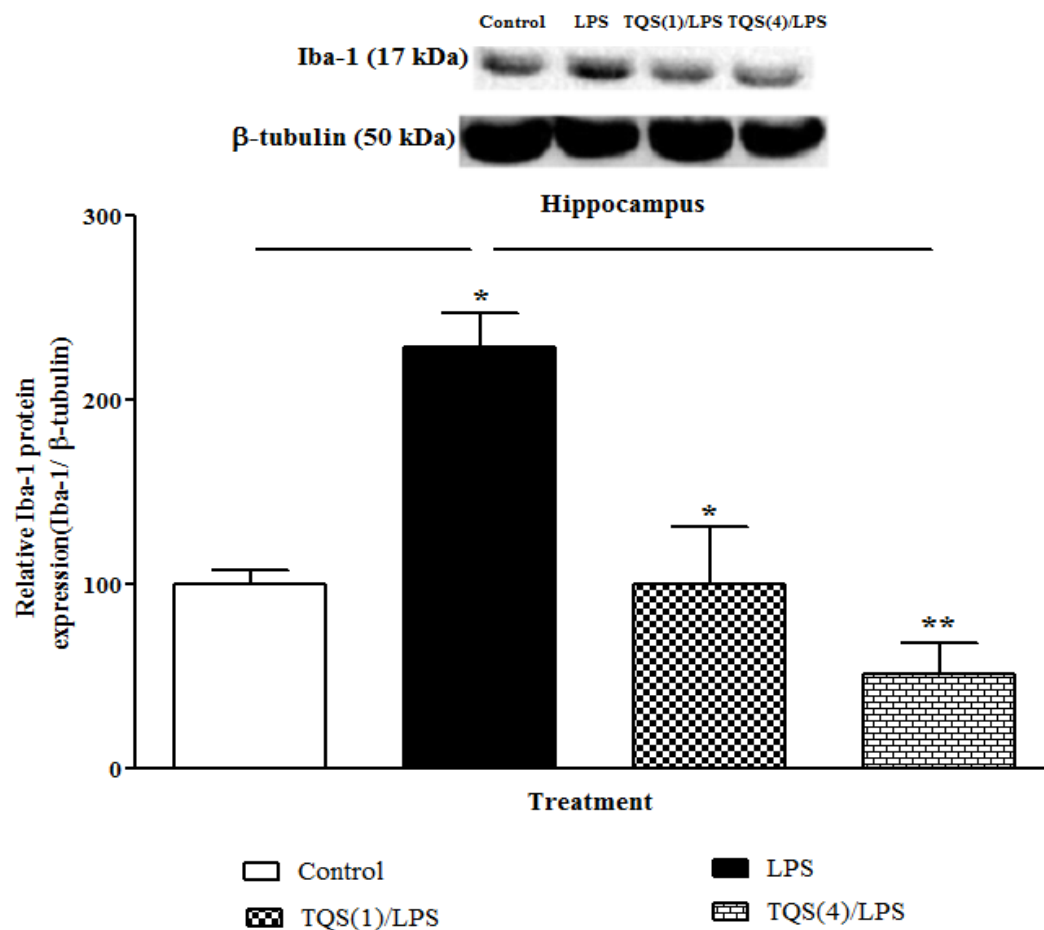 Control LPS TQS(1)/LPS TQS(4)/LPS
Iba-1 (17 kDa)
β-tubulin (50 kDa)
Hippocampus
300
200
100
0
Relative Iba-1 protein
expression(Iba-1/ β-tubulin)
*
*
**
Treatment
Control
LPS
TQS(1)/LPS
TQS(4)/LPS